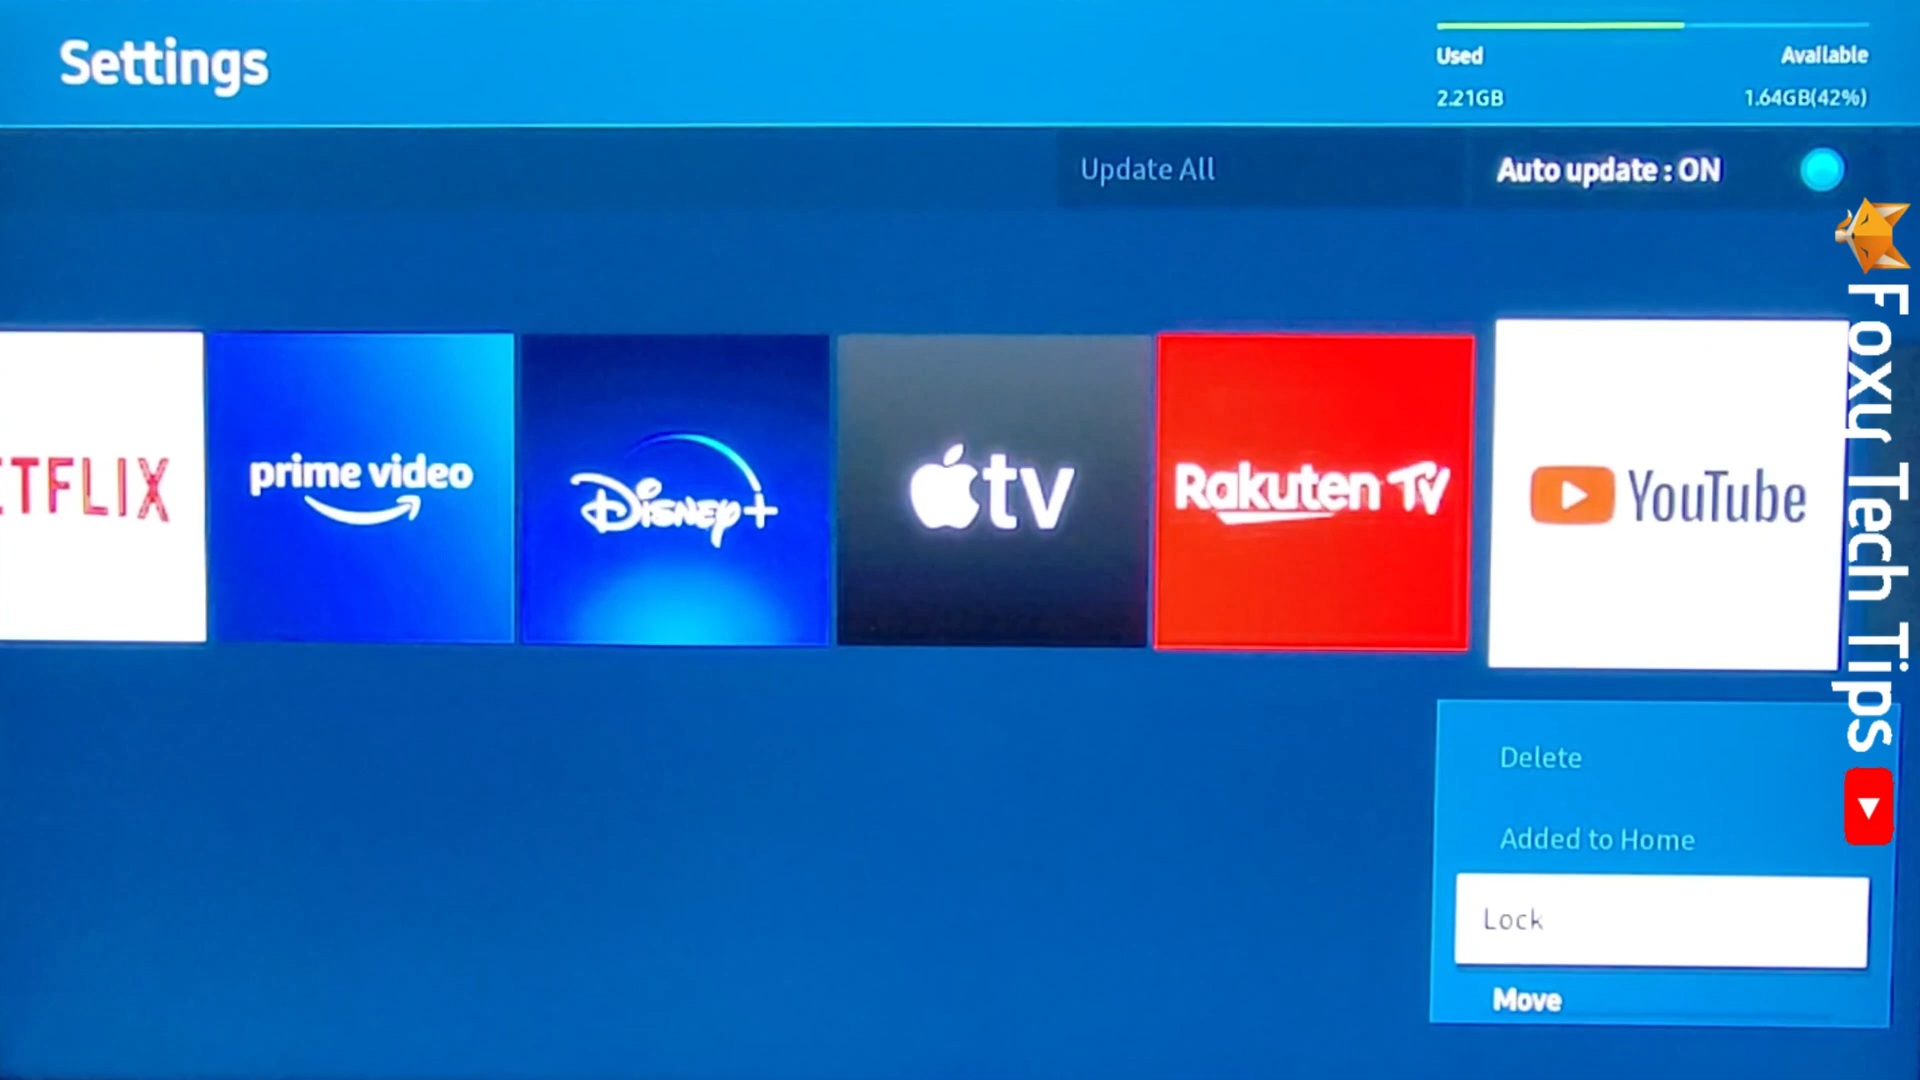 Settings
Used
Available
2.21GB
1.64GB(42%)
Update All
Auto update : ON
ETFLIX
prime video
Disney+
tv
Rakuten TV
YouTube
Delete
Added to Home
Lock
Move
Foxy Tech Tips